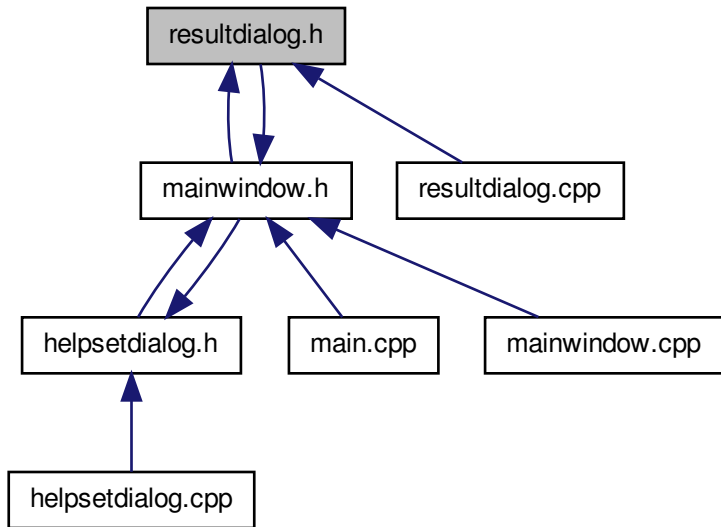 resultdialog.h
mainwindow.h
resultdialog.cpp
helpsetdialog.h
main.cpp
mainwindow.cpp
helpsetdialog.cpp